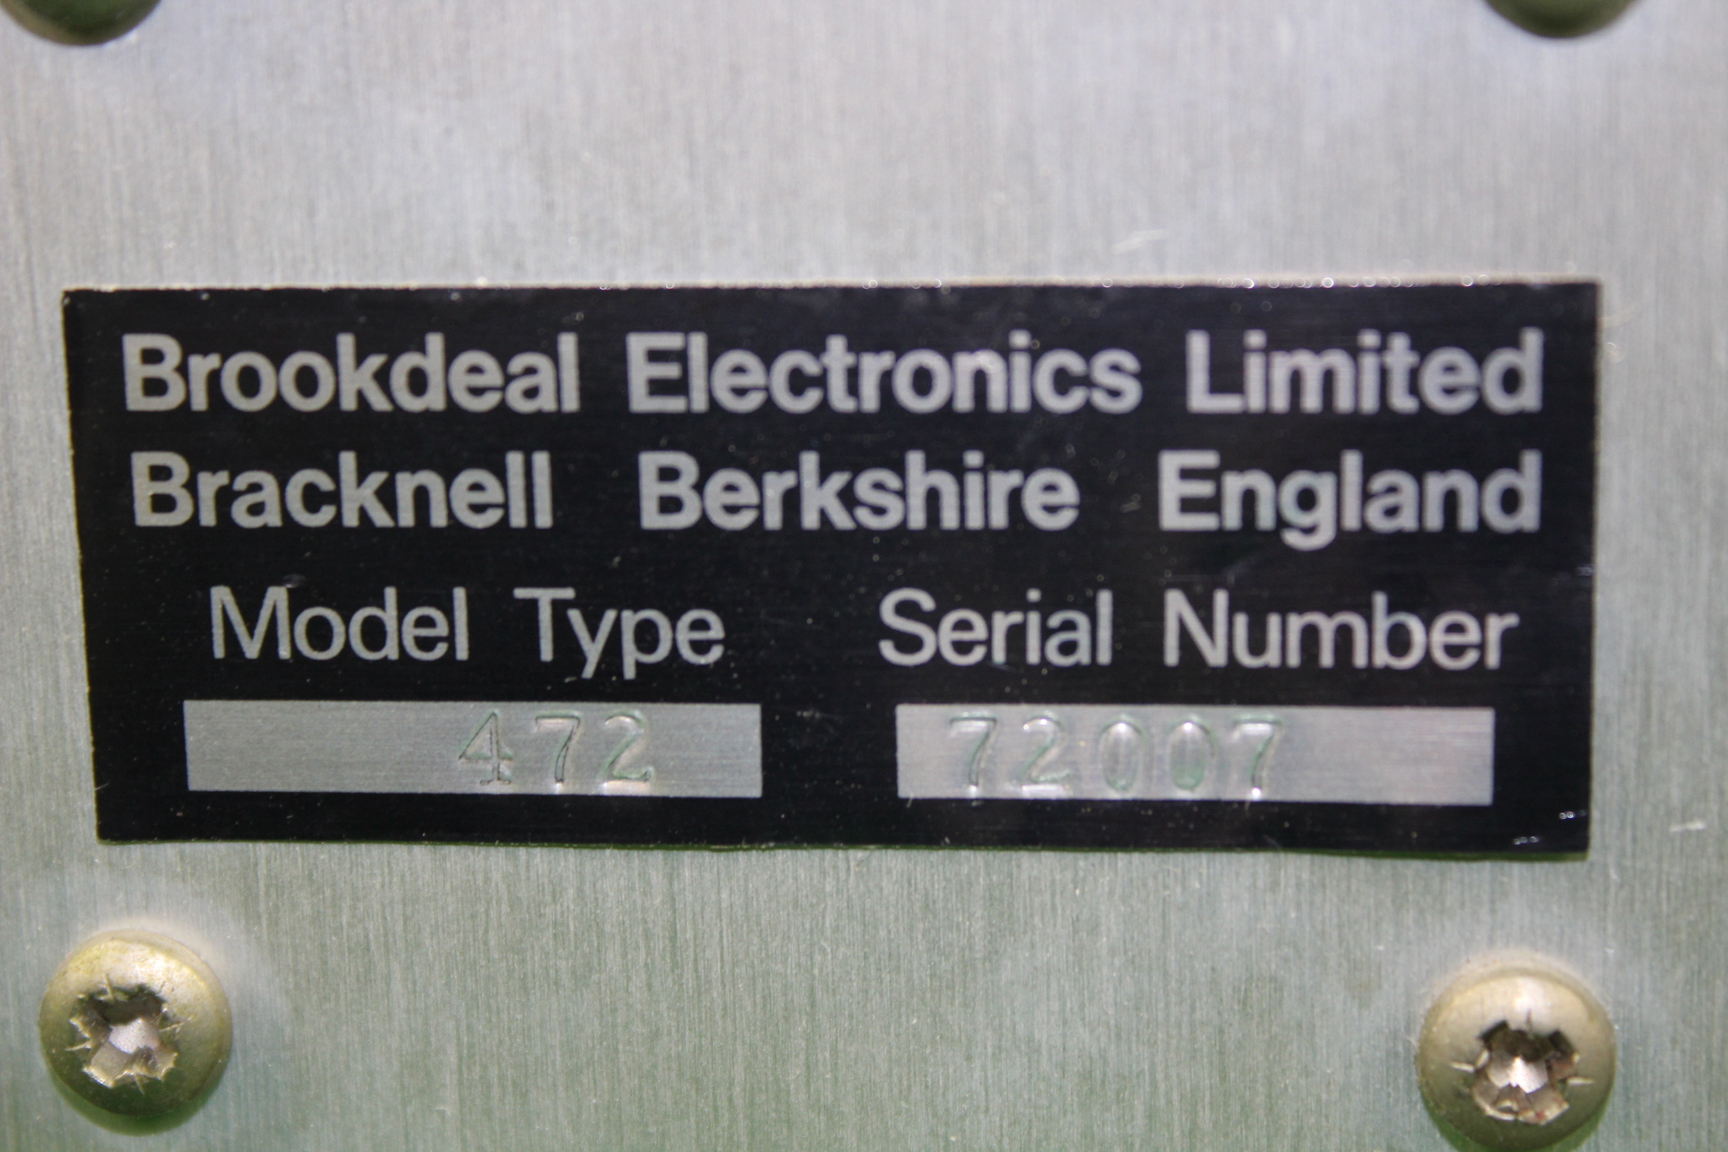 Brookdeal Electronics Limited
Bracknell Berkshire England
Model Type Serial Number
472 72007